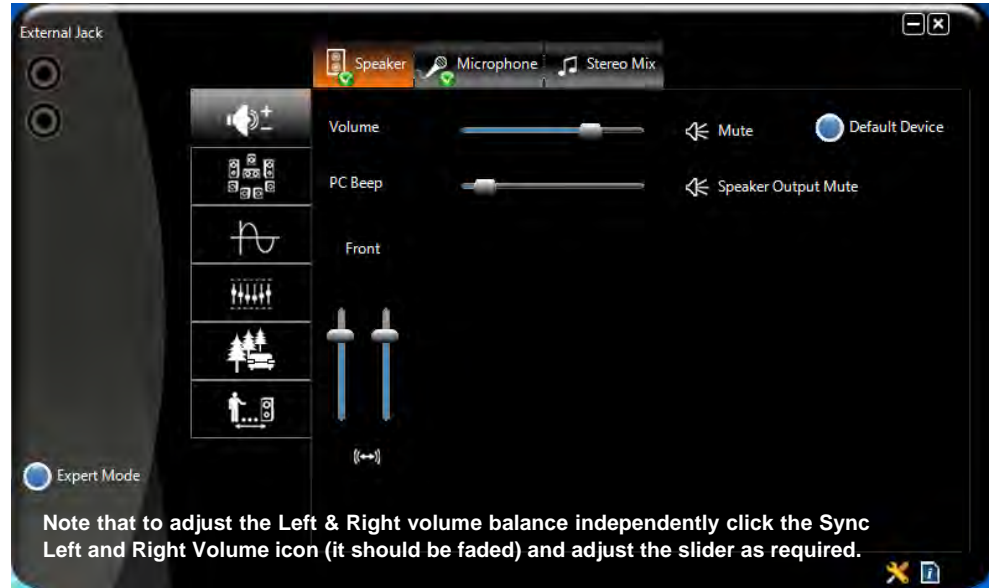 External Jack
Speaker
Microphone
Stereo Mix
Volume
Mute
Default Device
PC Beep
Speaker Output Mute
Front
Expert Mode
Note that to adjust the Left & Right volume balance independently click the Sync
Left and Right Volume icon (it should be faded) and adjust the slider as required.